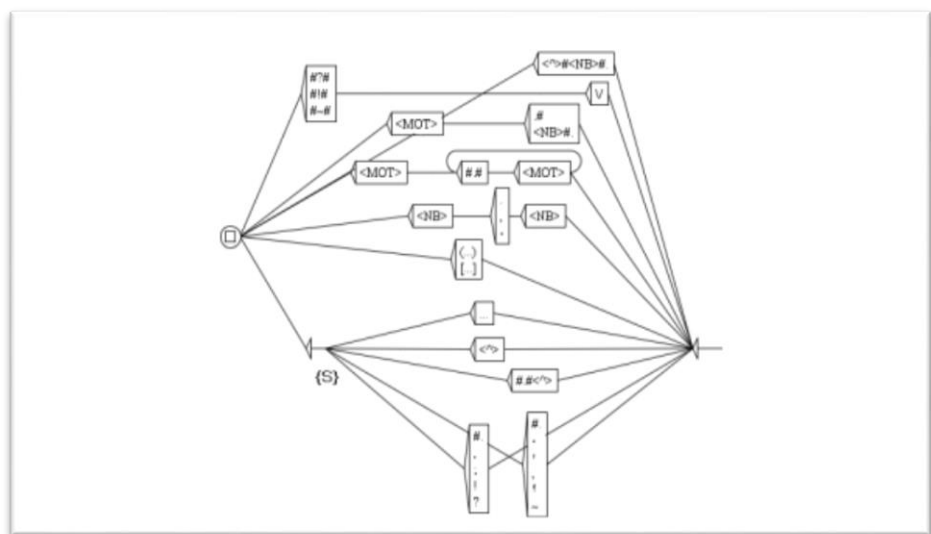 <^>#<NB>#.
#?#
#!#
#~#
\/
<MOT>
.#
<NB>#.
<MOT>
#.#
<MOT>
<NB>
.
,
<NB>
(...)
[...]
...
<^>
{S}
#.#<^>
#.
!
?
#.
~